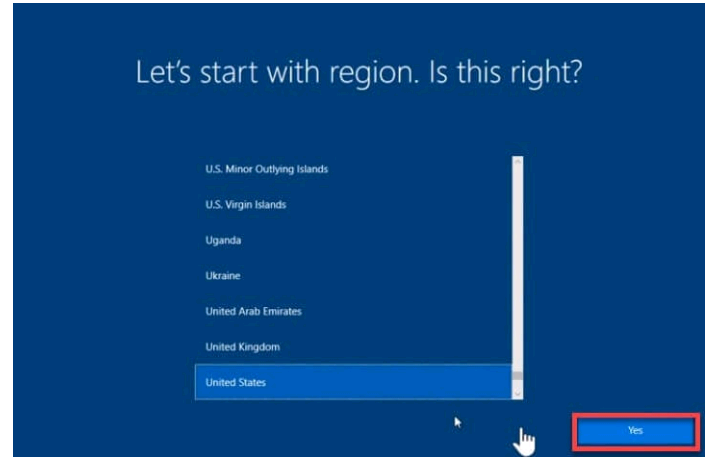 Let's start with region. Is this right?
U.S. Minor Outlying Islands
U.S. Virgin Islands
Uganda
Ukraine
United Arab Emirates
United Kingdom
United States
Yes